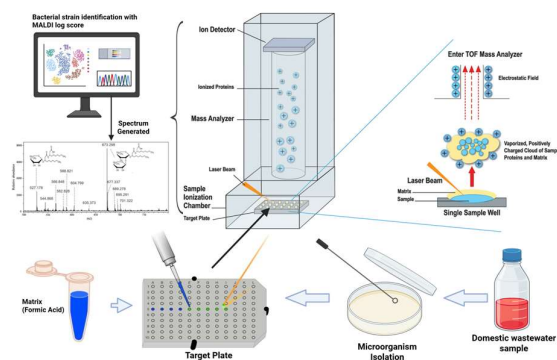 Bacterial strain identification with
MALDI log score
Spectrum
Generated
Ion Detector
Ionized Proteins
Mass Analyzer
Laser Beam
Sample
Ionization
Chamber
Target Plate
Enter TOF Mass Analyzer
Electrostatic Field
Vaporized, Positively
Charged Cloud of Sample
Proteins and Matrix
Laser Beam
Matrix
Sample
Single Sample Well
Matrix
(Formic Acid)
Target Plate
Microorganism
Isolation
Domestic wastewater
sample